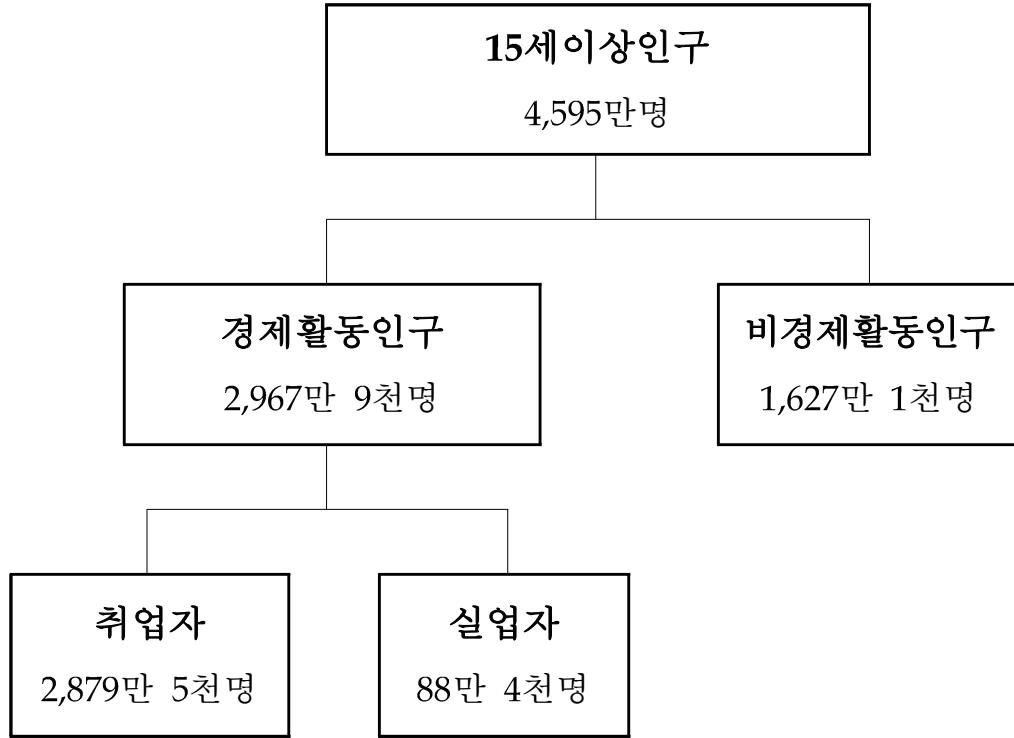 15세이상인구
4,595만명
경제활동인구
2,967만 9천명
비경제활동인구
1,627만 1천명
취업자
2,879만 5천명
실업자
88만 4천명